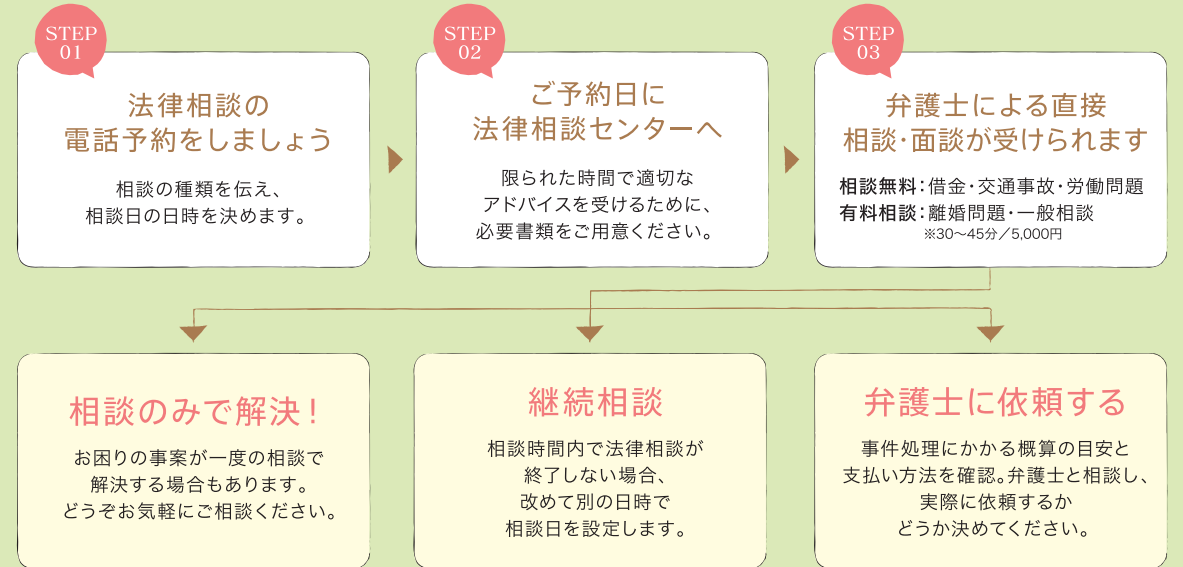 STEP
01
法律相談の
電話予約をしましょう
相談の種類を伝え、
相談日の日時を決めます。
STEP
02
ご予約日に
法律相談センターへ
限られた時間で適切な
アドバイスを受けるために、
必要書類をご用意ください。
STEP
03
弁護士による直接
相談・面談が受けられます
相談無料：借金・交通事故・労働問題
有料相談：離婚問題・一般相談
※30〜45分／5,000円
相談のみで解決！
お困りの事案が一度の相談で
解決する場合もあります。
どうぞお気軽にご相談ください。
継続相談
相談時間内で法律相談が
終了しない場合、
改めて別の日時で
相談日を設定します。
弁護士に依頼する
事件処理にかかる概算の目安と
支払い方法を確認。弁護士と相談し、
実際に依頼するか
どうか決めてください。